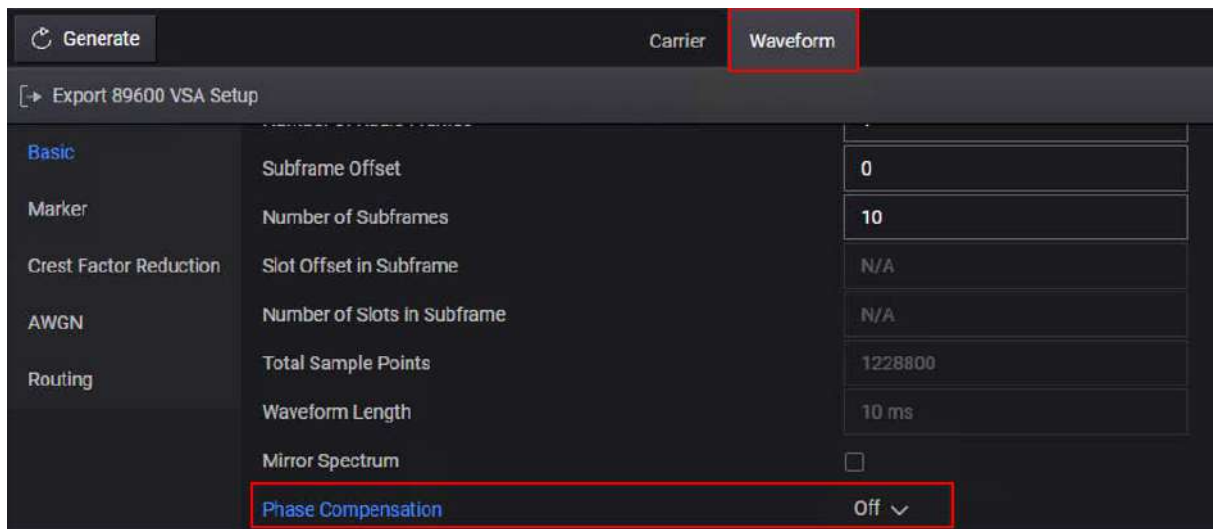 Generate
Carrier
Waveform
Export 89600 VSA Setup
Basic
Marker
Crest Factor Reduction
AWGN
Routing
Subframe Offset 0
Number of Subframes 10
Slot Offset in Subframe N/A
Number of Slots in Subframe N/A
Total Sample Points 1228800
Waveform Length 10 ms
Mirror Spectrum
Phase Compensation Off